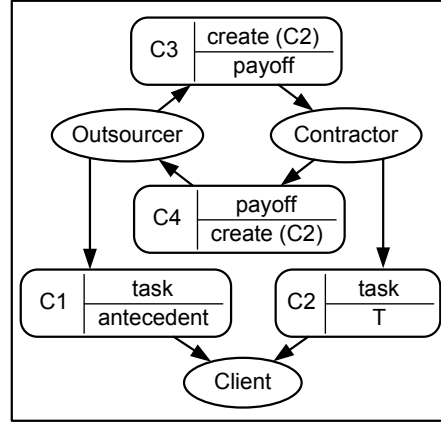 C3
create (C2)
payoff
Outsourcer
Contractor
C4
payoff
create (C2)
C1
task
antecedent
C2
task
T
Client